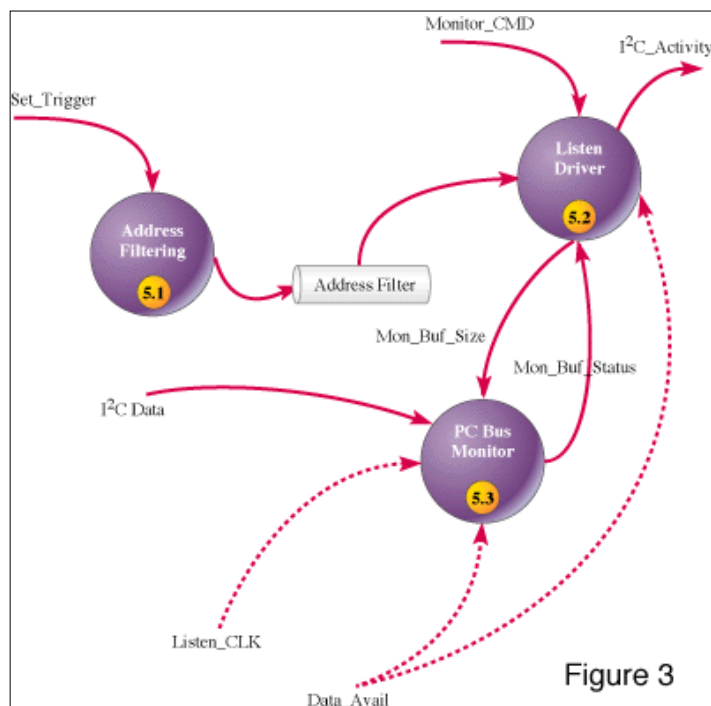 Monitor_CMD
I²C_Activity
Set_Trigger
Listen
Driver
5.2
Address
Filtering
5.1
Address Filter
Mon_Buf_Size
Mon_Buf_Status
I²C Data
PC Bus
Monitor
5.3
Listen_CLK
Data_Avail
Figure 3